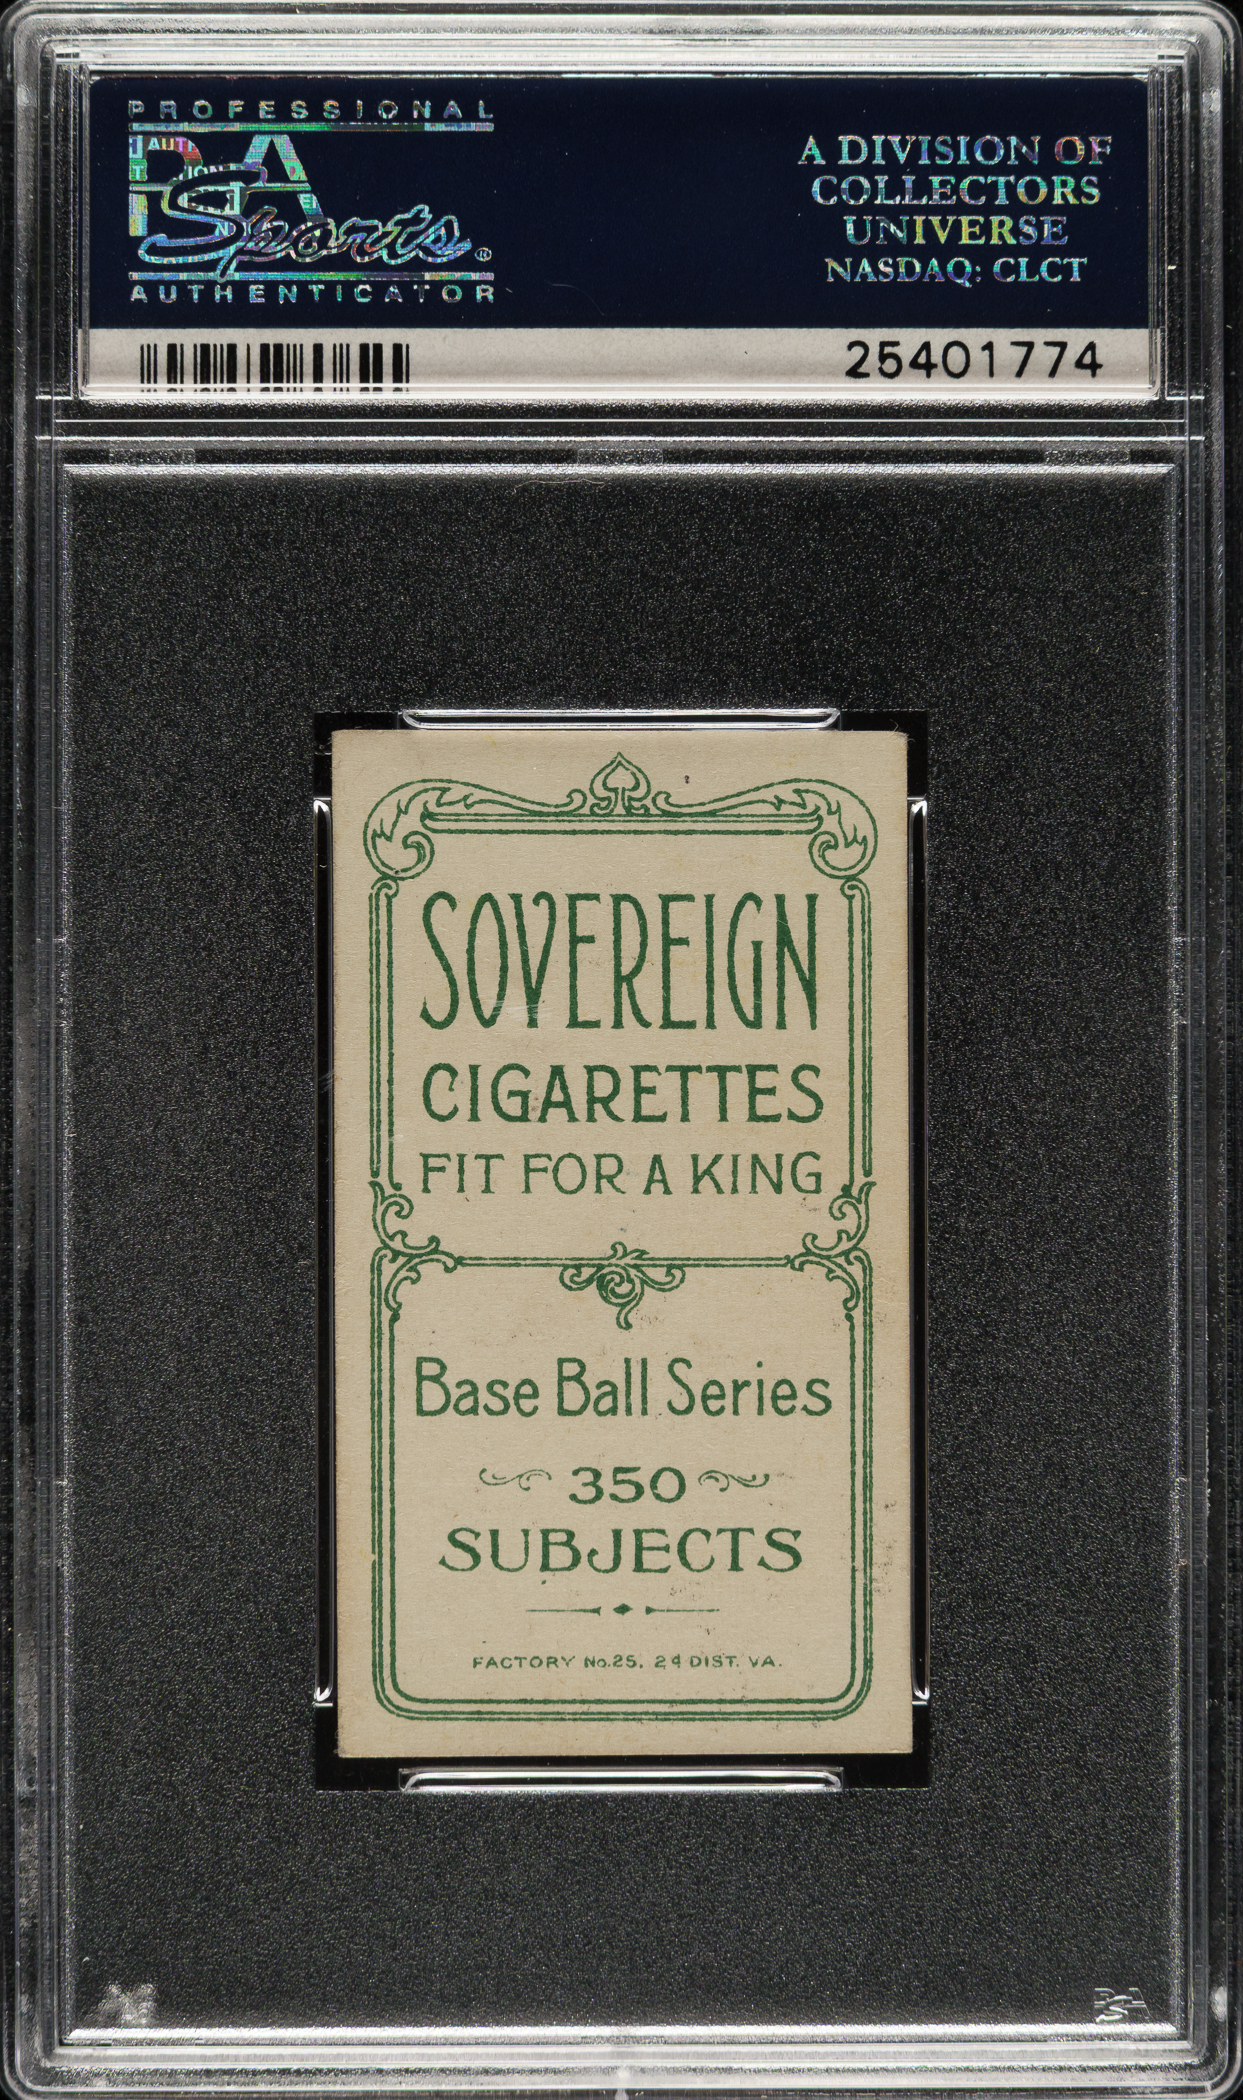 PROFESSIONAL
PSA
Sports®
AUTHENTICATOR
A DIVISION OF
COLLECTORS
UNIVERSE
NASDAQ: CLCT
25401774
SOVEREIGN
CIGARETTES
FIT FOR A KING
Base Ball Series
350
SUBJECTS
FACTORY No. 25, 2d DIST. VA.
PSA